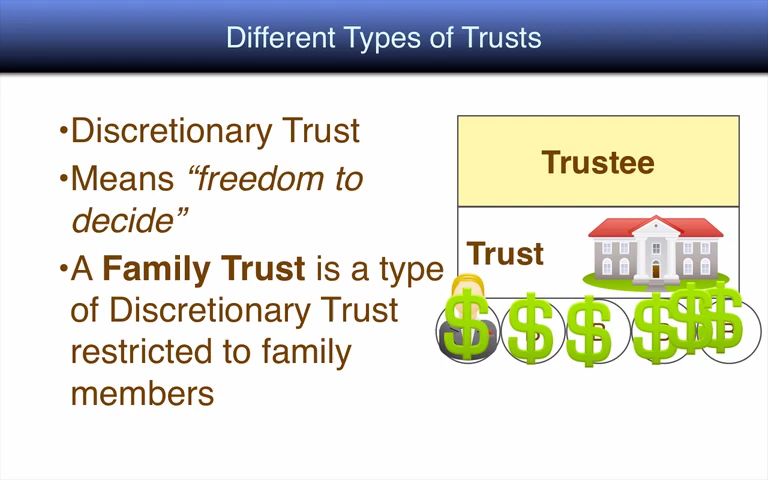 Different Types of Trusts
•Discretionary Trust
•Means “freedom to
decide”
•A Family Trust is a type
of Discretionary Trust
restricted to family
members
Trustee
Trust